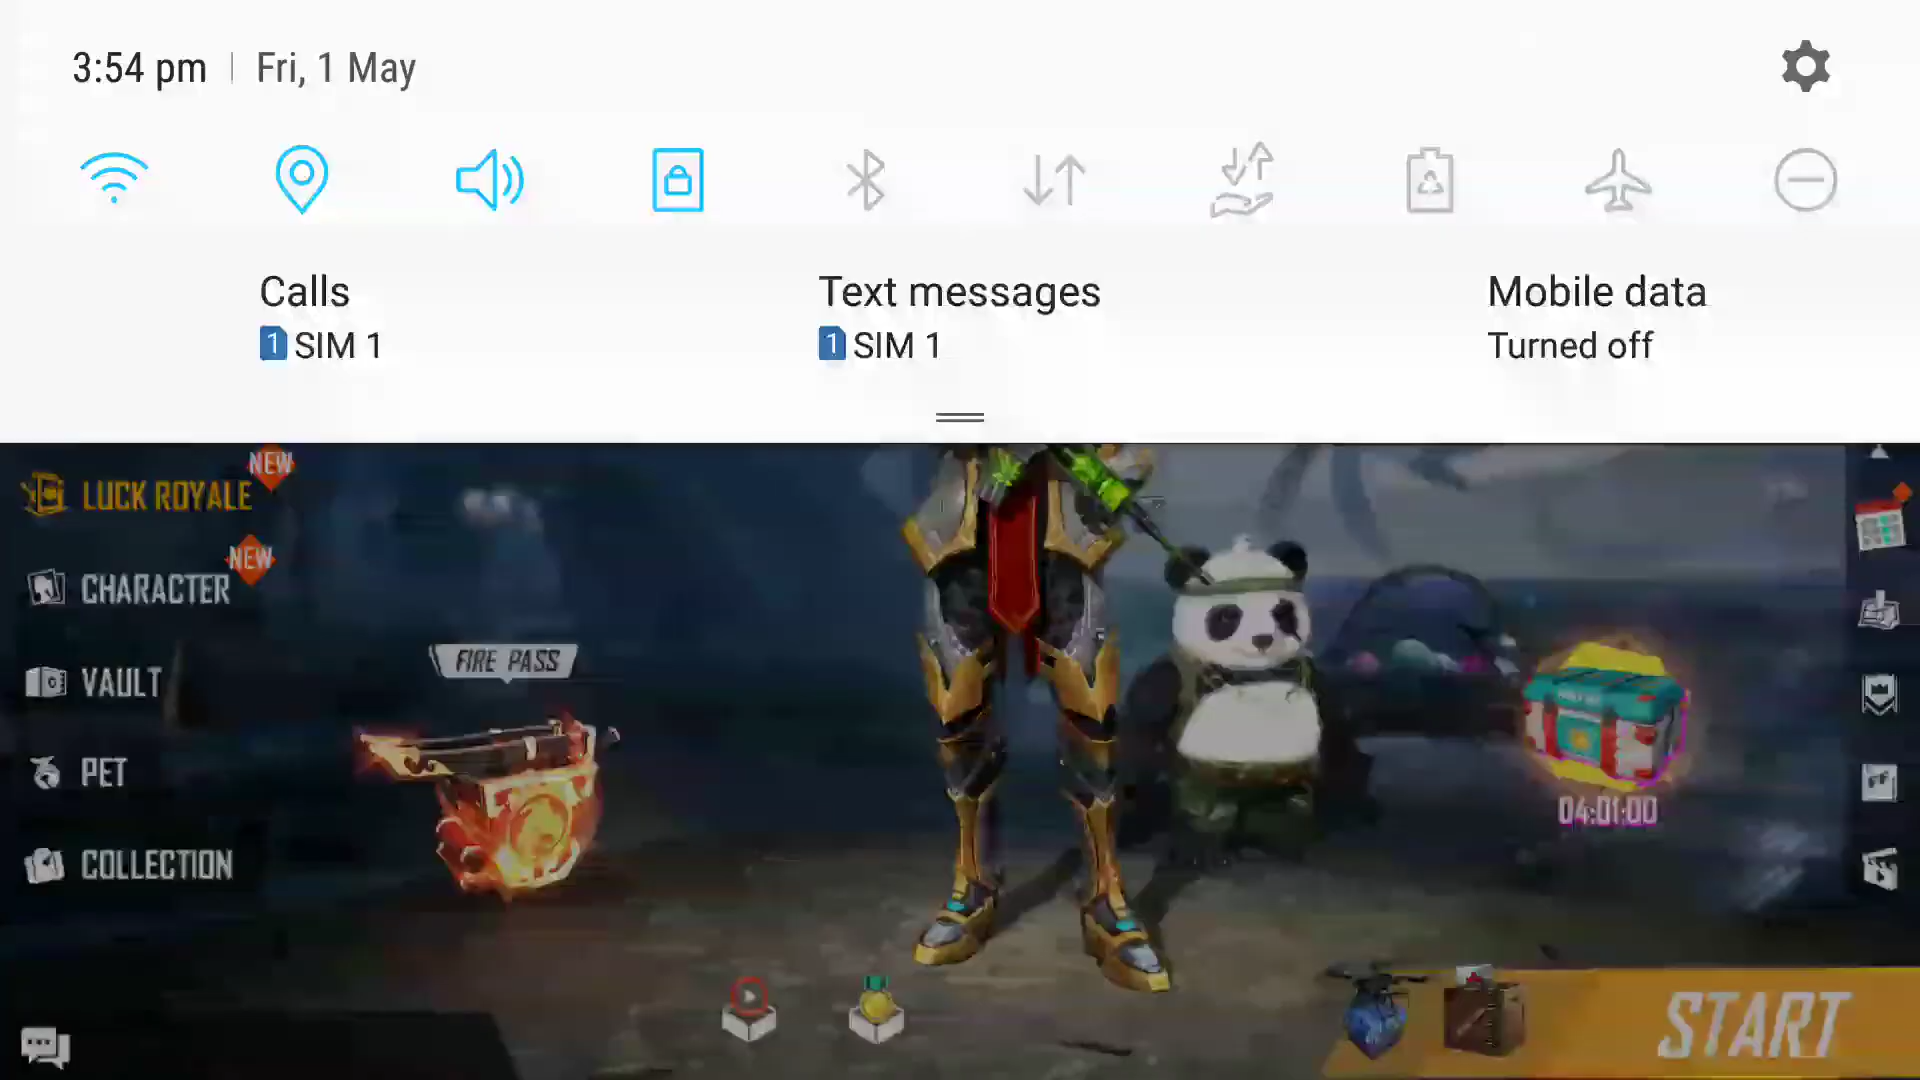 3:54 pm Fri, 1 May
Calls Text messages Mobile data
1 SIM 1 1 SIM 1 Turned off
NEW
LUCK ROYALE
NEW
CHARACTER
FIRE PASS
VAULT
PET
04:01:00
COLLECTION
START